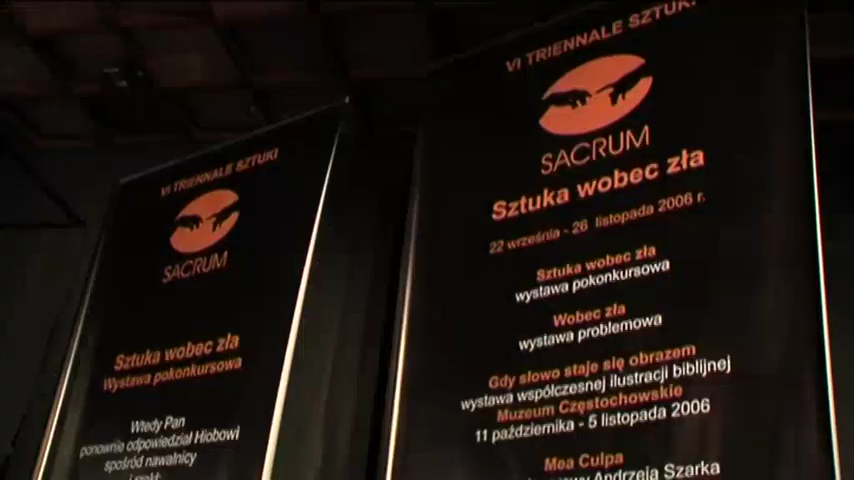 VI TRIENNALE SZTUKI
SACRUM
Sztuka wobec zła
Wystawa pokonkursowa
Wtedy Pan
ponownie odpowiedział Hiobowi
spośród nawalnicy
VI TRIENNALE SZTUKI
SACRUM
Sztuka wobec zła
22 września - 26 listopada 2006 r.
Sztuka wobec zła
wystawa pokonkursowa
Wobec zła
wystawa problemowa
Gdy słowo staje się obrazem
wystawa współczesnej ilustracji biblijnej
Muzeum Częstochowskie
11 października - 5 listopada 2006
Mea Culpa
Andrzeja Szarka